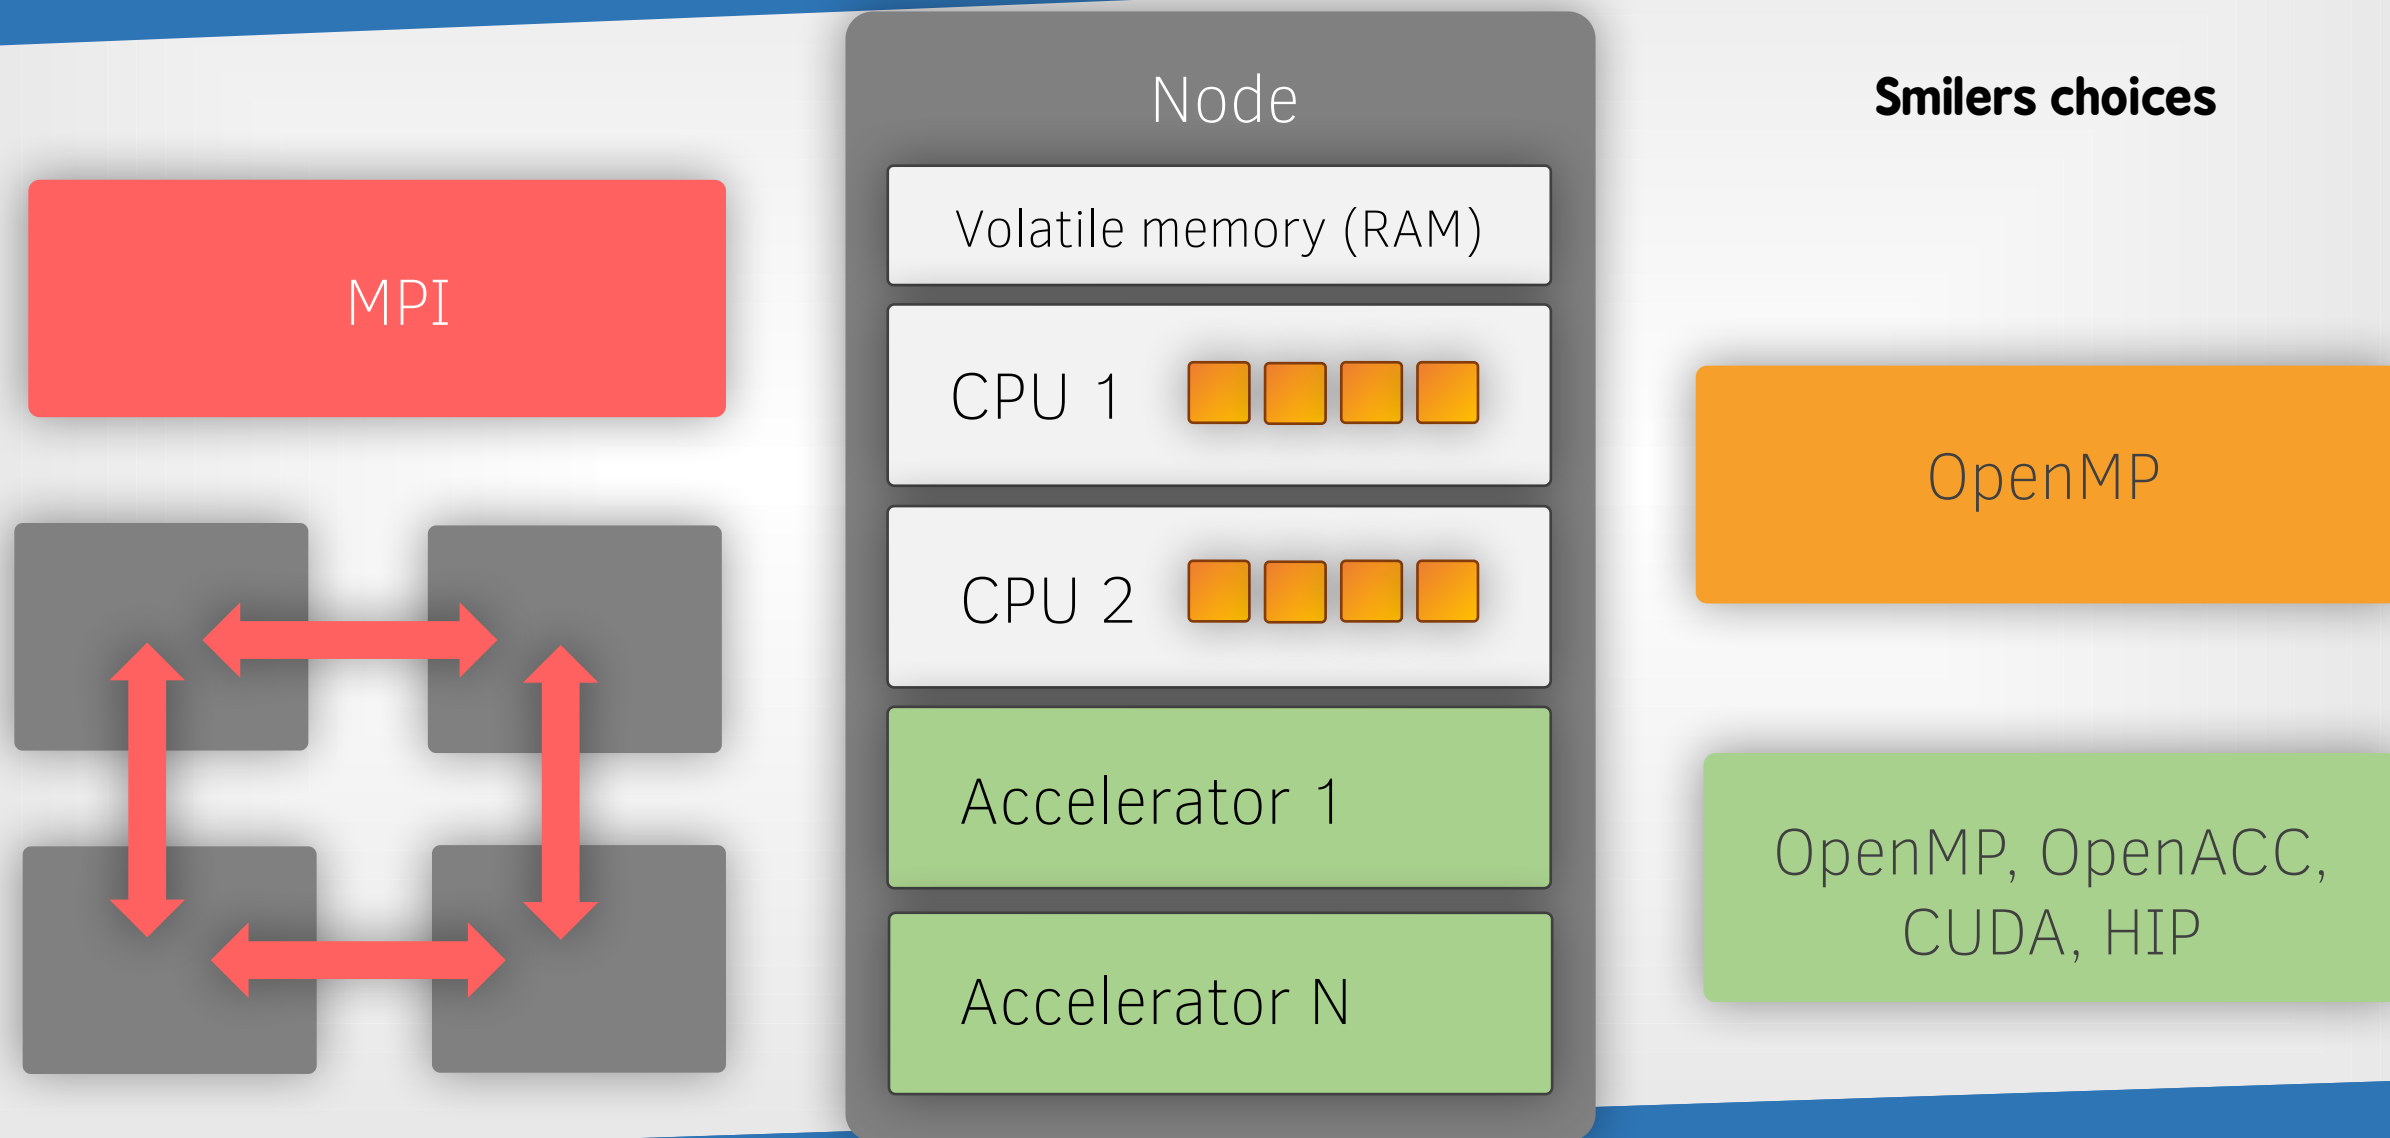 Node
Smilers choices
MPI
Volatile memory (RAM)
CPU 1
CPU 2
OpenMP
Accelerator 1
Accelerator N
OpenMP, OpenACC,
CUDA, HIP